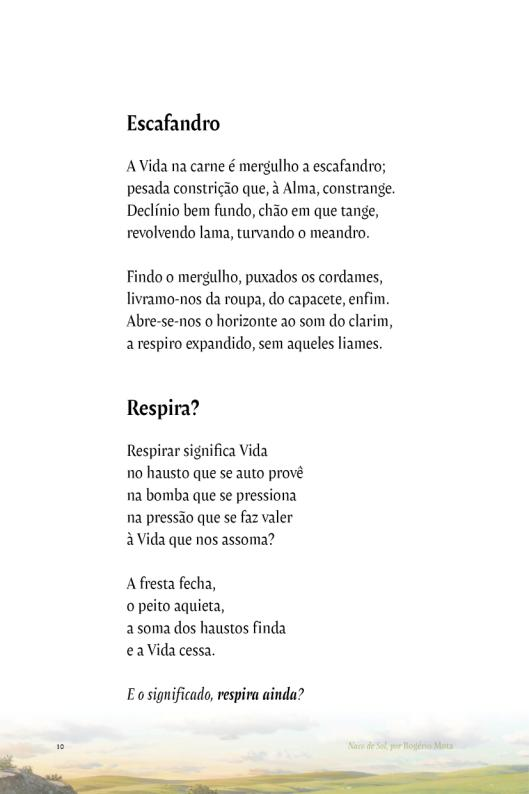 Escafandro
A Vida na carne é mergulho a escafandro;
pesada constrição que, à Alma, constrange.
Declínio bem fundo, chão em que tange,
revolvendo lama, turvando o meandro.
Findo o mergulho, puxados os cordames,
livramo-nos da roupa, do capacete, enfim.
Abre-se-nos o horizonte ao som do clarim,
a respiro expandido, sem aqueles liames.
Respira?
Respirar significa Vida
no hausto que se auto provê
na bomba que se pressiona
na pressão que se faz valer
à Vida que nos assoma?
A fresta fecha,
o peito aquieta,
a soma dos haustos finda
e a Vida cessa.
E o significado, respira ainda?
10 Naco de Sol, por Rogério Mota